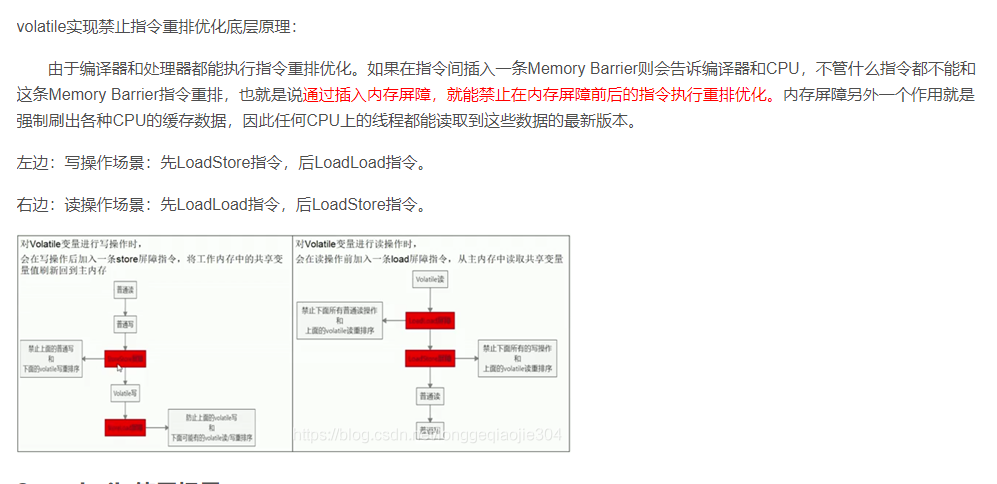 volatile实现禁止指令重排优化底层原理：
由于编译器和处理器都能执行指令重排优化。如果在指令间插入一条Memory Barrier则会告诉编译器和CPU，不管什么指令都不能和
这条Memory Barrier指令重排，也就是说通过插入内存屏障，就能禁止在内存屏障前后的指令执行重排优化。内存屏障另外一个作用就是
强制刷出各种CPU的缓存数据，因此任何CPU上的线程都能读取到这些数据的最新版本。
左边：写操作场景：先LoadStore指令，后LoadLoad指令。
右边：读操作场景：先LoadLoad指令，后LoadStore指令。
对Volatile变量进行写操作时，
会在写操作后加入一条store屏障指令，将工作内存中的共享变
量值刷新回到主内存
普通读
普通写
禁止上面的普通写
和
下面的volatile写重排序
Volatile写
防止上面的volatile写
和
下面可能有的volatile读/写重排序
对Volatile变量进行读操作时，
会在读操作前加入一条load屏障指令，从主内存中读取共享变量
Volatile读
禁止下面所有普通读操作
和
上面的volatile读重排序
禁止下面所有的写操作
和
上面的volatile读重排序
普通读
普通写